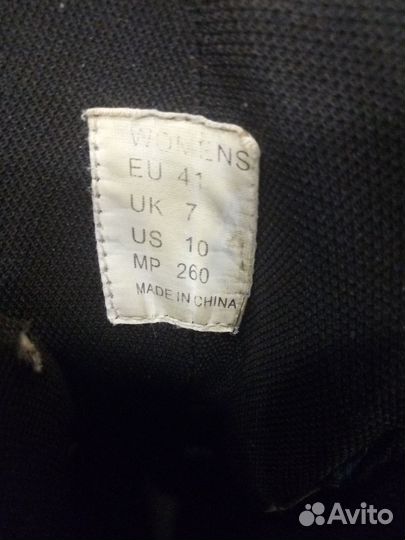 WOMENS
EU 41
UK 7
US 10
MP 260
MADE IN CHINA
Avito